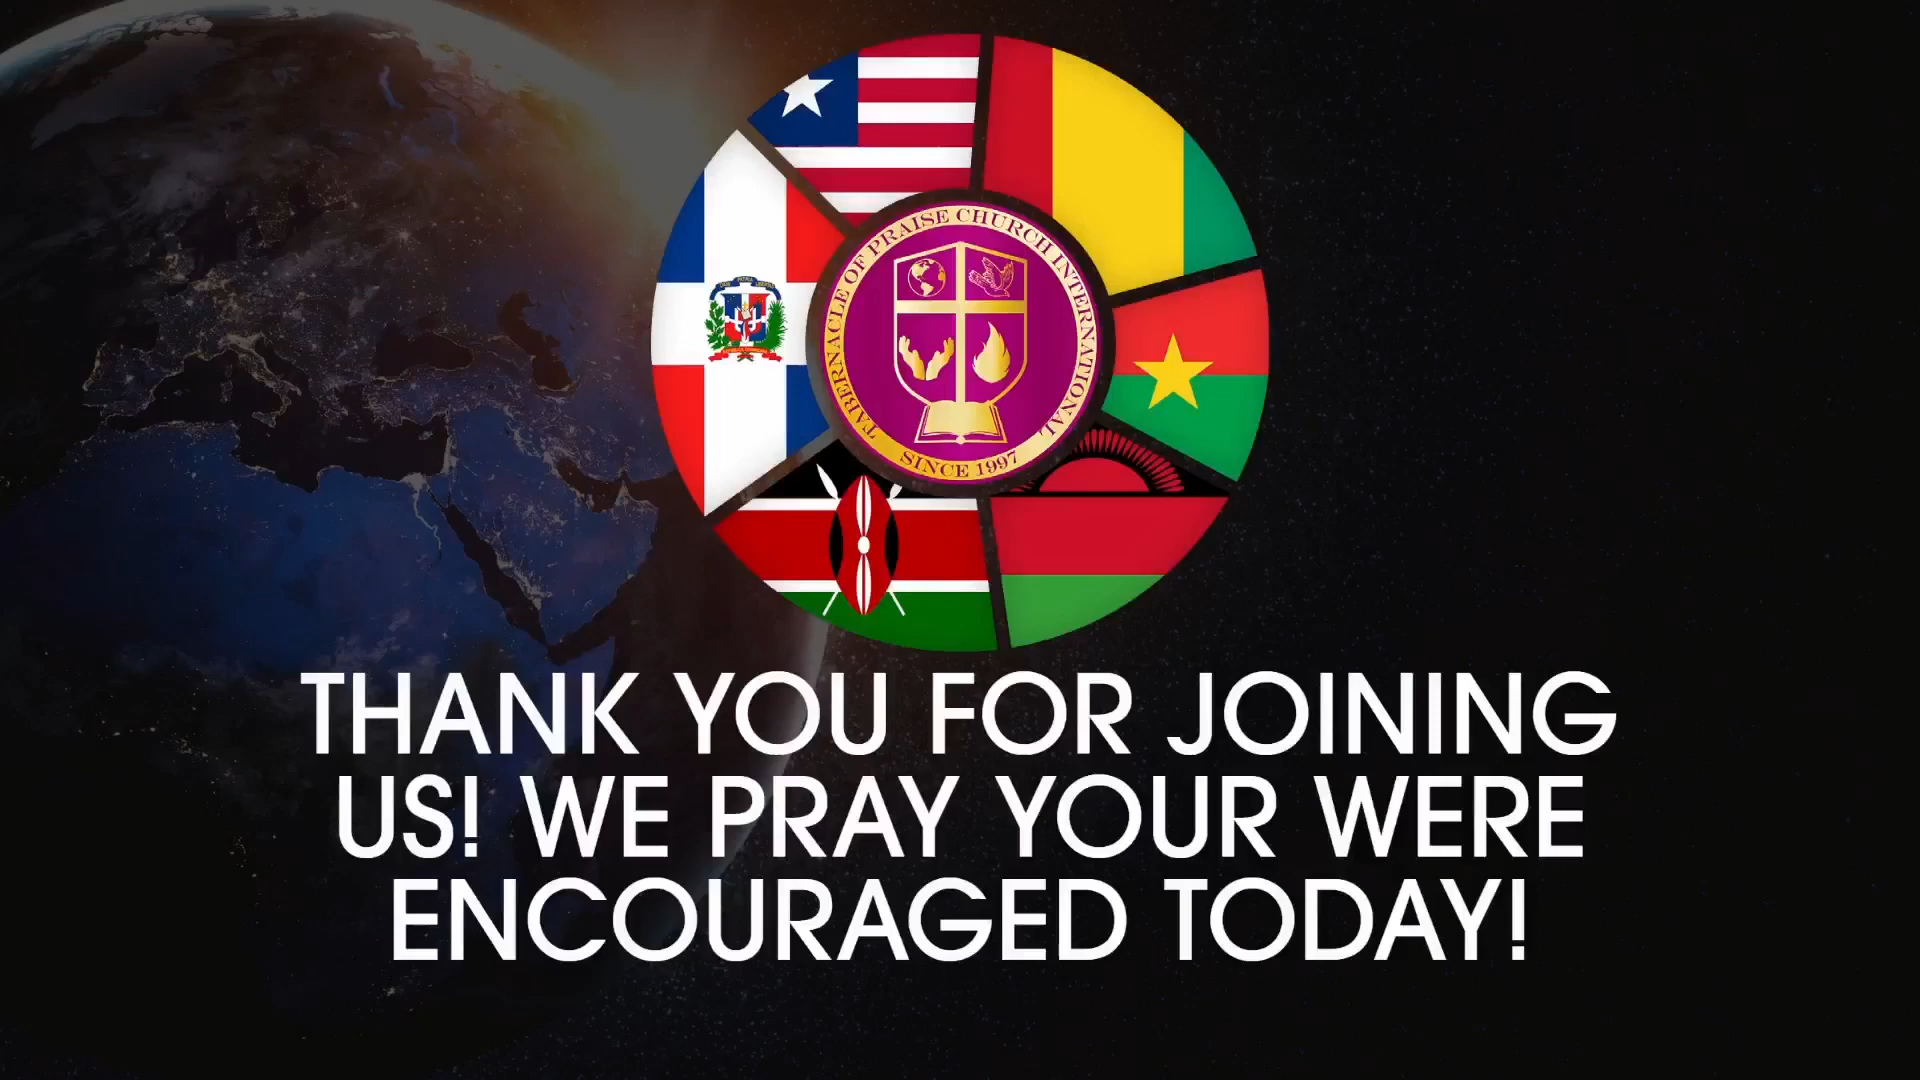 TABERNACLE OF PRAISE CHURCH INTERNATIONAL
SINCE 1997
THANK YOU FOR JOINING
US! WE PRAY YOUR WERE
ENCOURAGED TODAY!